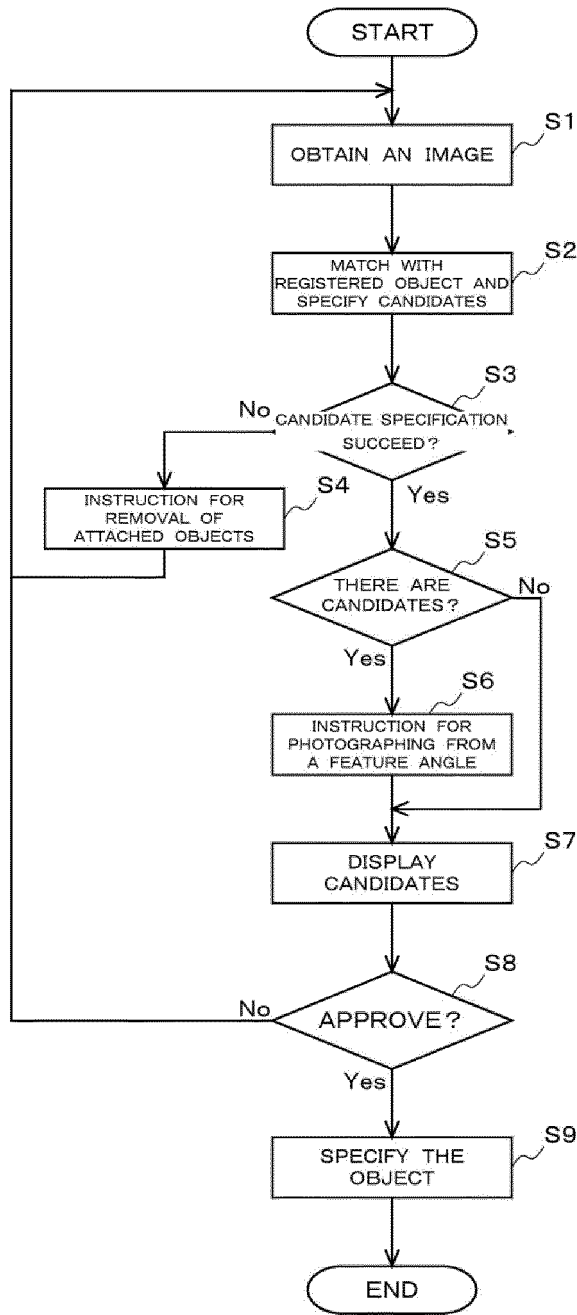 START
S1
OBTAIN AN IMAGE
S2
MATCH WITH
REGISTERED OBJECT AND
SPECIFY CANDIDATES
S3
No
CANDIDATE SPECIFICATION
SUCCEED?
Yes
S4
INSTRUCTION FOR
REMOVAL OF
ATTACHED OBJECTS
S5
THERE ARE
CANDIDATES?
No
Yes
S6
INSTRUCTION FOR
PHOTOGRAPHING FROM
A FEATURE ANGLE
S7
DISPLAY
CANDIDATES
S8
No
APPROVE?
Yes
S9
SPECIFY THE
OBJECT
END